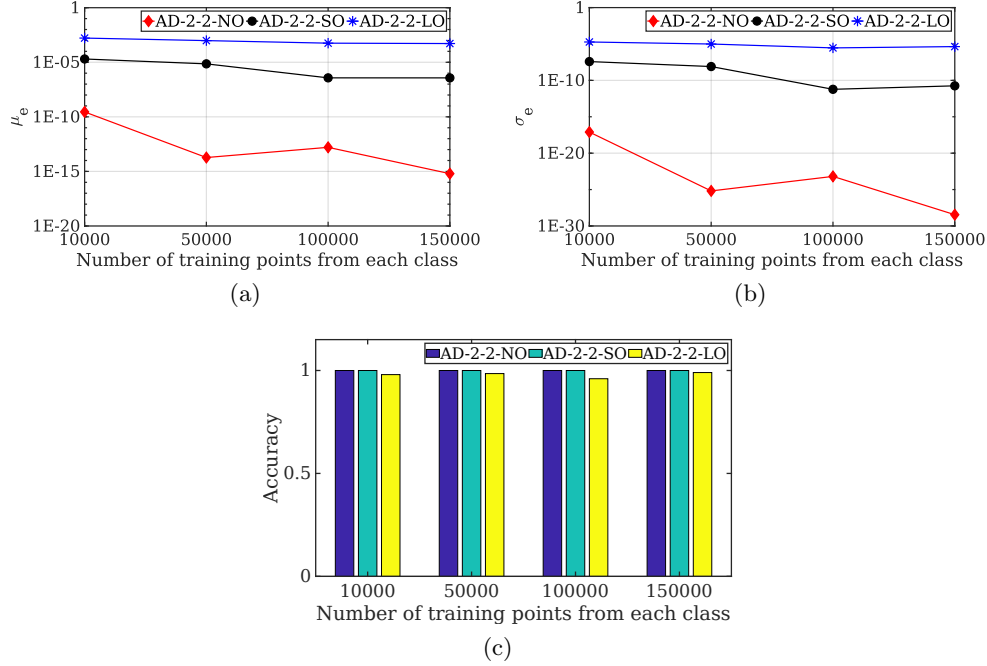 AD-2-2-NO AD-2-2-SO AD-2-2-LO
1
1E-05
1E-10
1E-15
1E-20
μe
10000 50000 100000 150000
Number of training points from each class
(a)
AD-2-2-NO AD-2-2-SO AD-2-2-LO
1
1E-10
1E-20
1E-30
σe
10000 50000 100000 150000
Number of training points from each class
(b)
AD-2-2-NO AD-2-2-SO AD-2-2-LO
1
0.5
0
Accuracy
10000 50000 100000 150000
Number of training points from each class
(c)